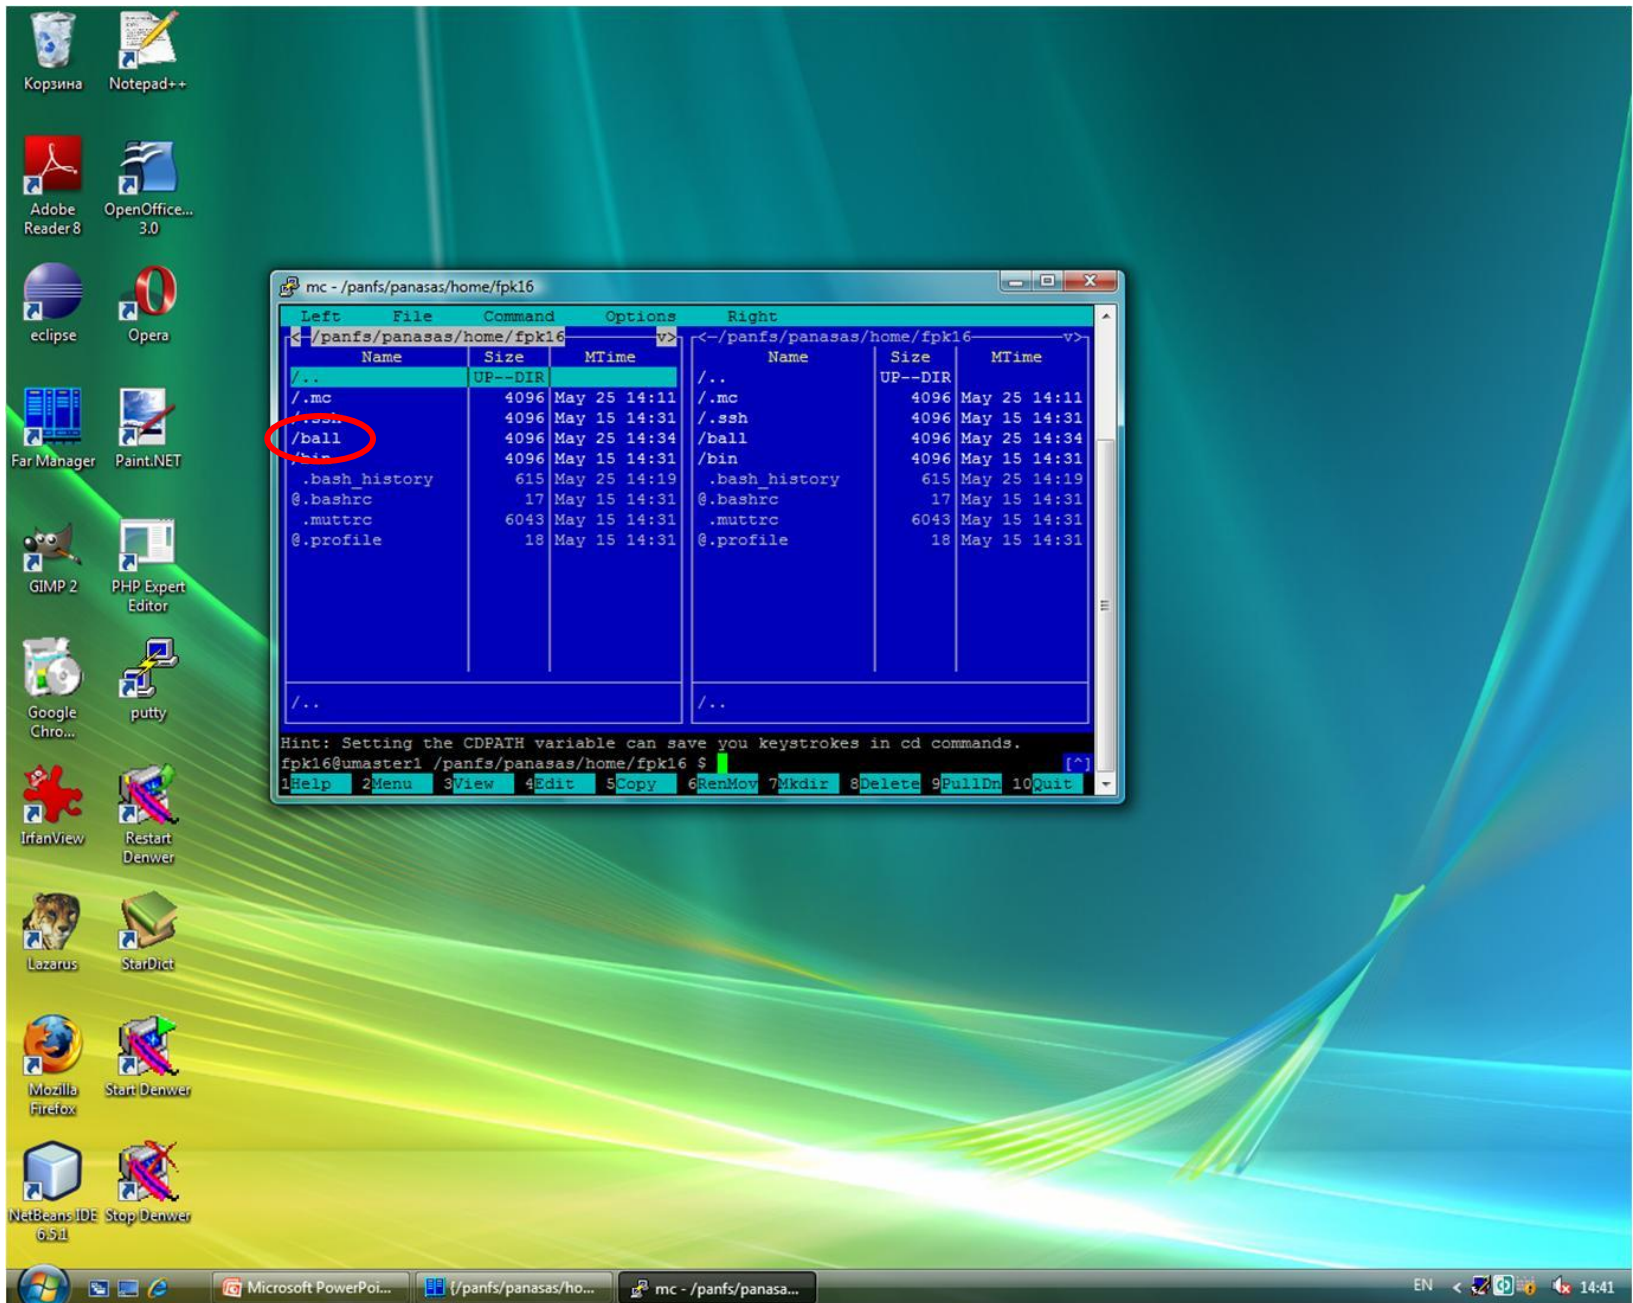 Корзина
Notepad++
Adobe
Reader 8
OpenOffice...
3.0
eclipse
Opera
Far Manager
Paint.NET
GIMP 2
PHP Expert
Editor
Google
Chro...
putty
IrfanView
Restart
Denwer
Lazarus
StarDict
Mozilla
Firefox
Start Denwer
NetBeans IDE
6.5.1
Stop Denwer
mc - /panfs/panasas/home/fpk16
Left File Command Options Right
<-/panfs/panasas/home/fpk16 v> <-/panfs/panasas/home/fpk16 v>
Name Size MTime Name Size MTime
/.. UP--DIR /.. UP--DIR
/.mc 4096 May 25 14:11 /.mc 4096 May 25 14:11
/.ssh 4096 May 15 14:31 /.ssh 4096 May 15 14:31
/ball 4096 May 25 14:34 /ball 4096 May 25 14:34
/bin 4096 May 15 14:31 /bin 4096 May 15 14:31
.bash_history 615 May 25 14:19 .bash_history 615 May 25 14:19
@.bashrc 17 May 15 14:31 @.bashrc 17 May 15 14:31
.muttrc 6043 May 15 14:31 .muttrc 6043 May 15 14:31
@.profile 18 May 15 14:31 @.profile 18 May 15 14:31
/.. /..
Hint: Setting the CDPATH variable can save you keystrokes in cd commands.
fpk16@umaster1 /panfs/panasas/home/fpk16 $ [^]
1Help 2Menu 3View 4Edit 5Copy 6RenMov 7Mkdir 8Delete 9PullDn 10Quit
Microsoft PowerPoi... {/panfs/panasas/ho... mc - /panfs/panasa... EN < 14:41